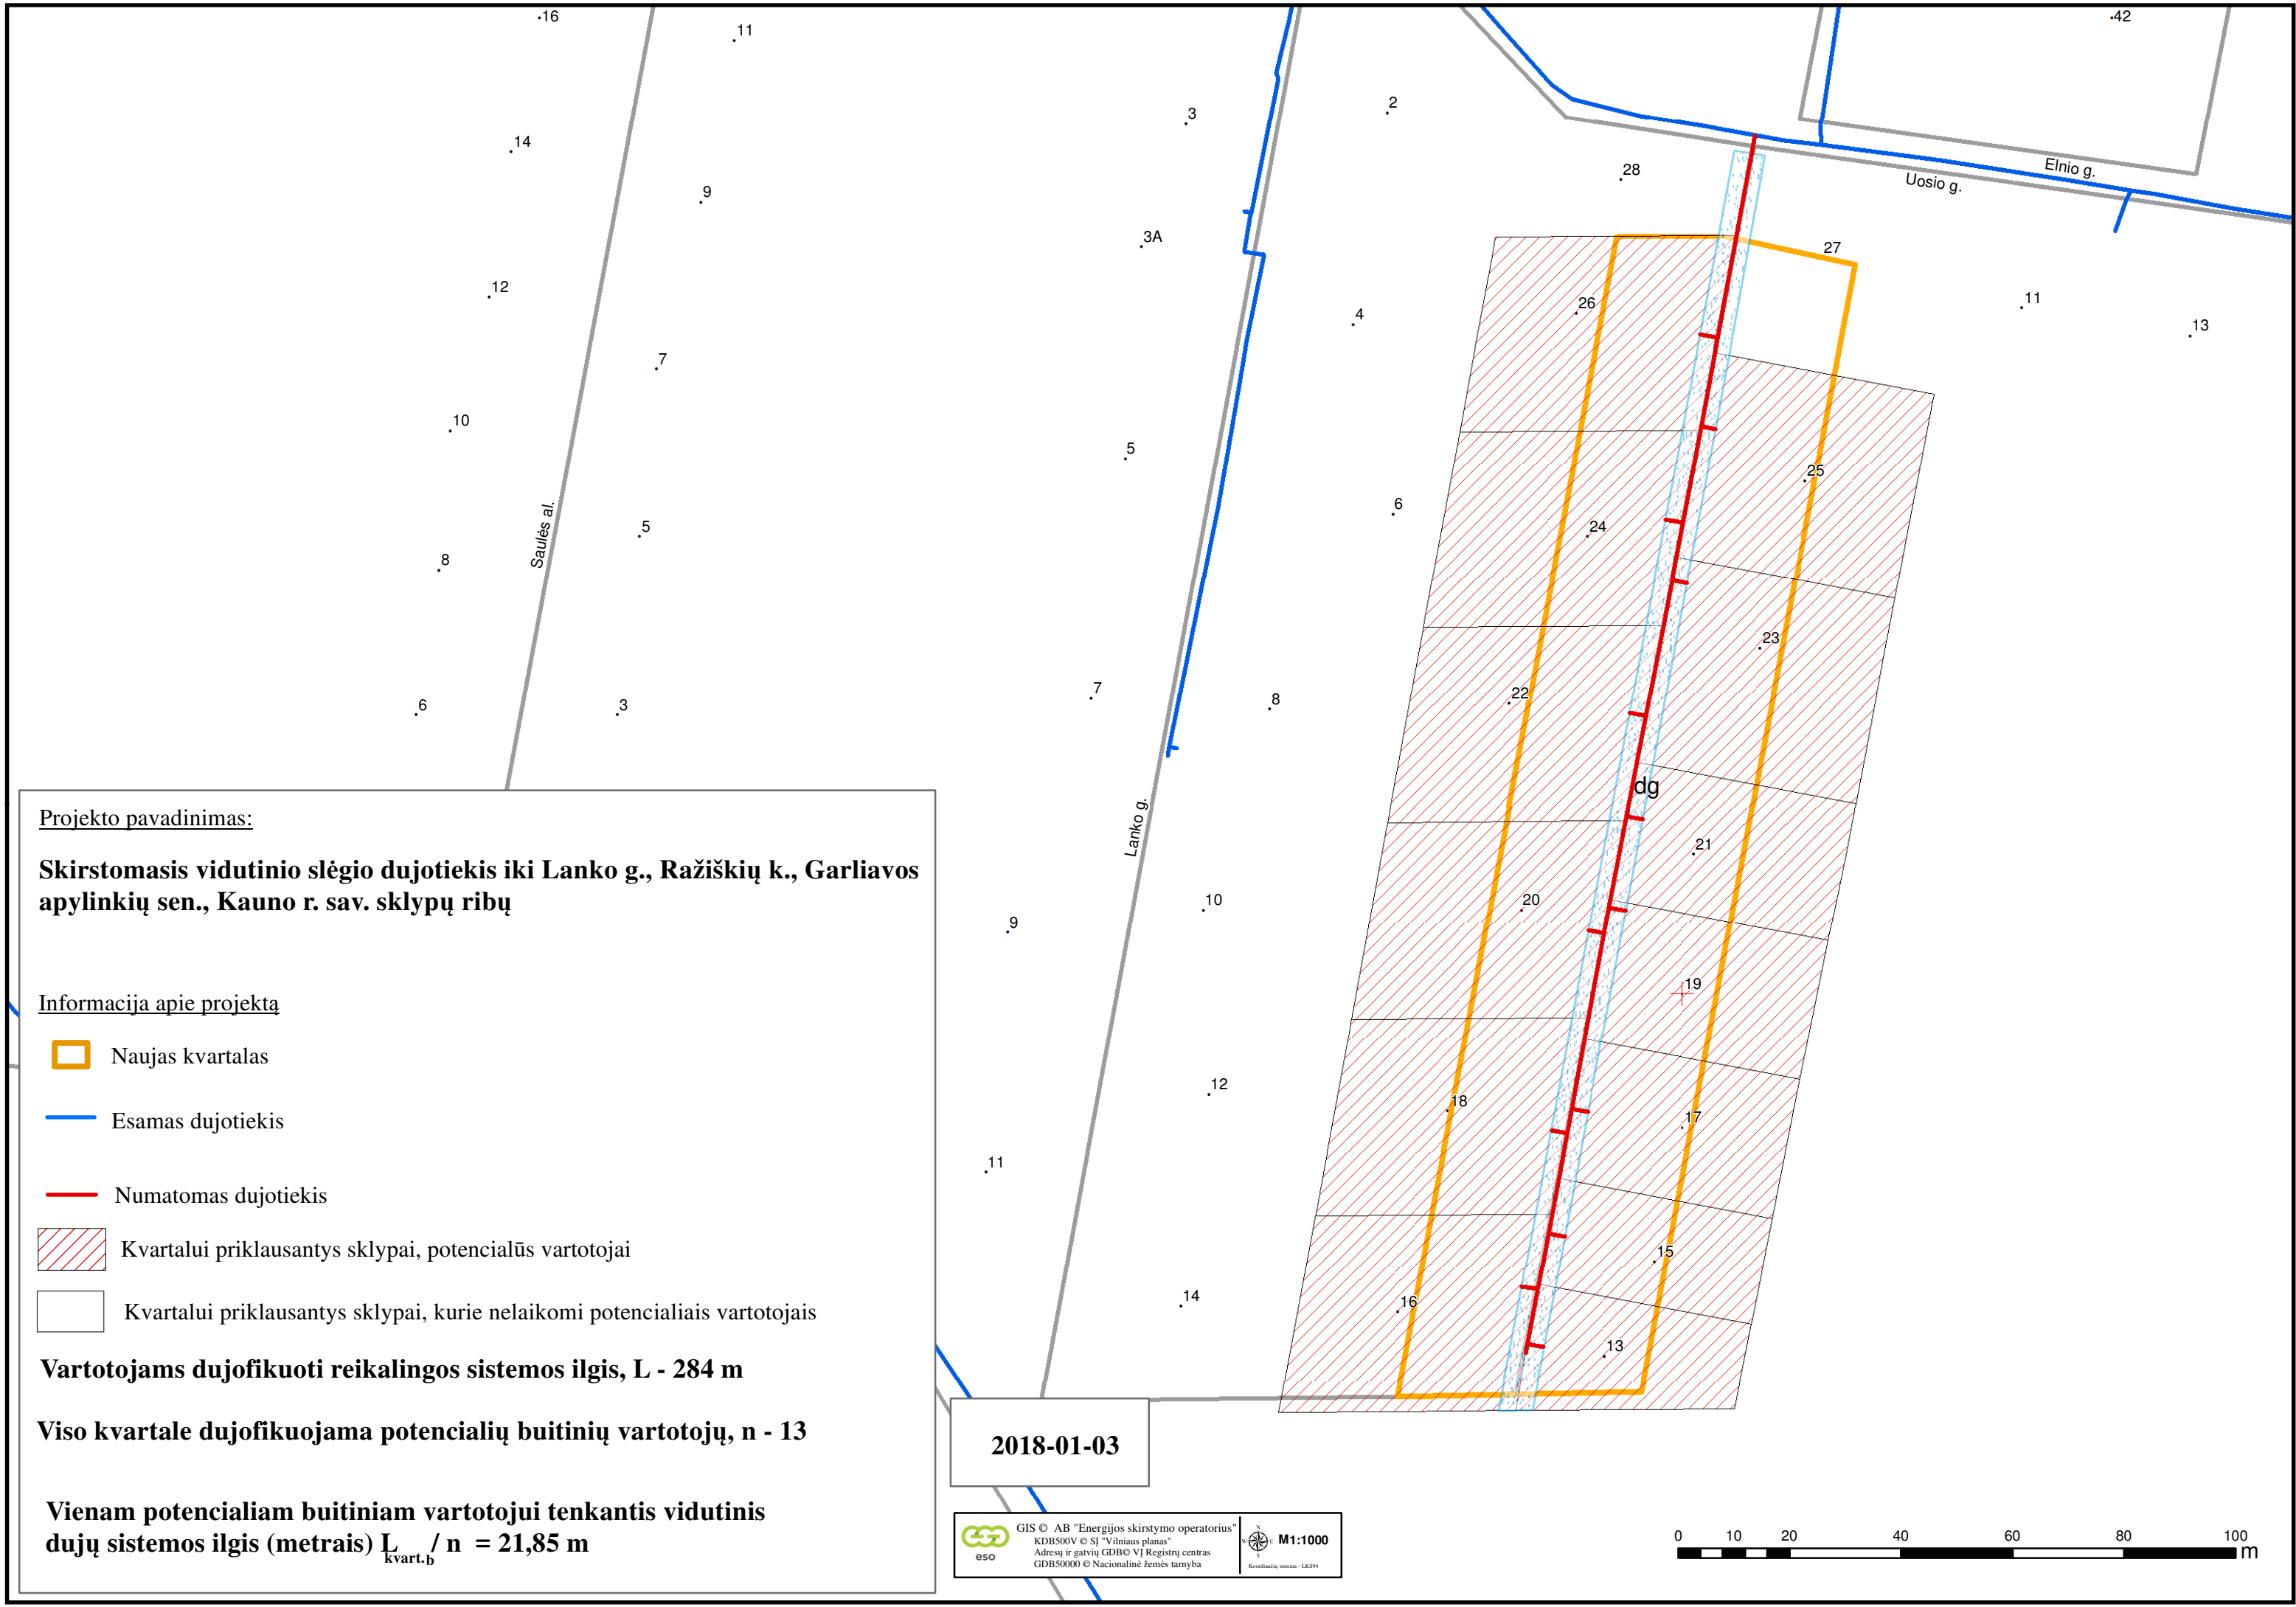 16
11
42
14
3
2
28
Elnio g.
Uosio g.
9
3A
27
12
26
4
11
13
7
10
5
25
6
24
Saulės al.
5
8
23
6
3
7
8
22
dg
Lanko g.
21
20
10
9
19
12
18
17
11
15
14
16
13
Projekto pavadinimas:
Skirstomasis vidutinio slėgio dujotiekis iki Lanko g., Ražiškių k., Garliavos
apylinkių sen., Kauno r. sav. sklypų ribų
Informacija apie projektą
Naujas kvartalas
Esamas dujotiekis
Numatomas dujotiekis
Kvartalui priklausantys sklypai, potencialūs vartotojai
Kvartalui priklausantys sklypai, kurie nelaikomi potencialiais vartotojais
Vartotojams dujofikuoti reikalingos sistemos ilgis, L - 284 m
Viso kvartale dujofikuojama potencialių buitinių vartotojų, n - 13
Vienam potencialiam buitiniam vartotojui tenkantis vidutinis
dujų sistemos ilgis (metrais) L kvart.b / n = 21,85 m
2018-01-03
eso
GIS © AB "Energijos skirstymo operatorius"
KDB500V © SĮ "Vilniaus planas"
Adresų ir gatvių GDB© VĮ Registrų centras
GDB50000 © Nacionalinė žemės tarnyba
N
W E
S
M1:1000
Koordinačių sistema - LKS94
0 10 20 40 60 80 100
m